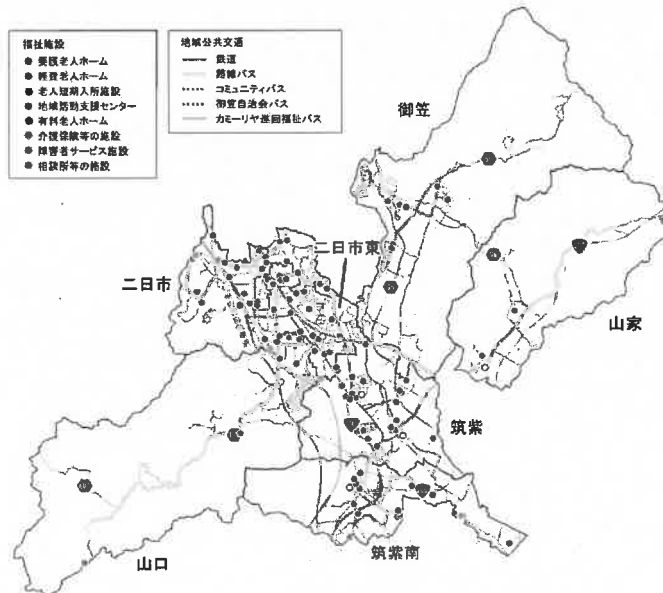 福祉施設
養護老人ホーム
軽費老人ホーム
老人短期入所施設
地域活動支援センター
有料老人ホーム
介護保険等の施設
障害者サービス施設
相談所等の施設
地域公共交通
鉄道
路線バス
コミュニティバス
御笠自治会バス
カミーリヤ巡回福祉バス
御笠
二日市東
二日市
山家
筑紫
筑紫南
山口